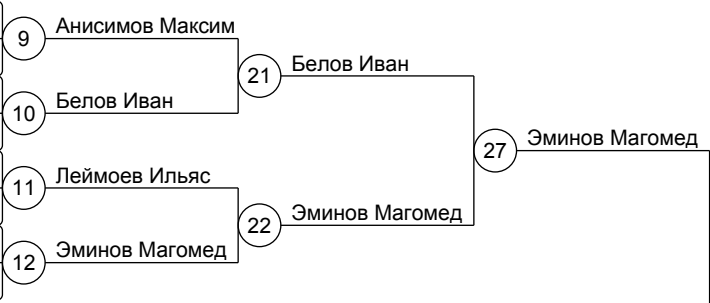 9 Анисимов Максим
21 Белов Иван
10 Белов Иван
27 Эминов Магомед
11 Леймоев Ильяс
22 Эминов Магомед
12 Эминов Магомед